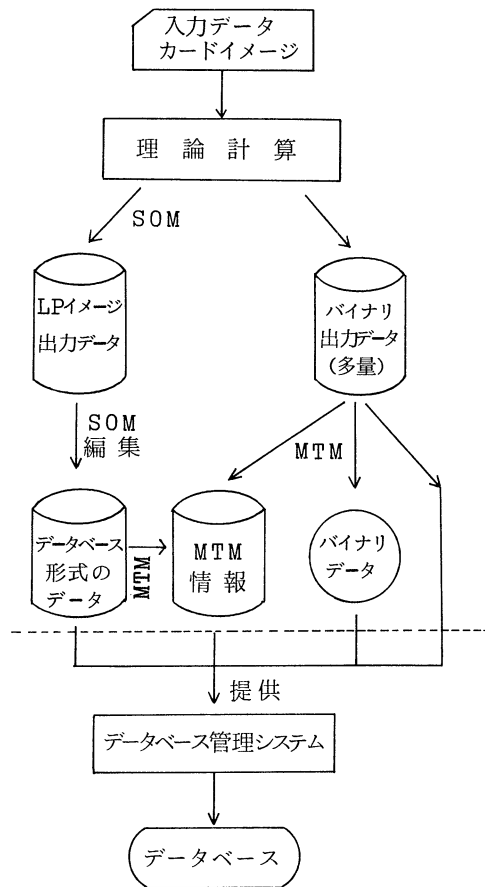 入力データ
カードイメージ
理論計算
SOM
LPイメージ
出力データ
バイナリ
出力データ
(多量)
SOM
編集
MTM
データベース
形式の
データ
MTM
MTM
情報
バイナリ
データ
提供
データベース管理システム
データベース